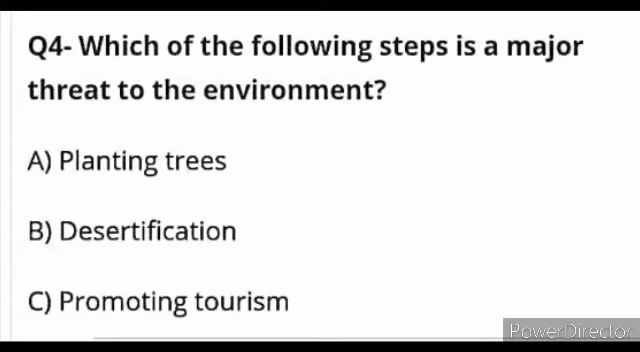 Q4- Which of the following steps is a major
threat to the environment?
A) Planting trees
B) Desertification
C) Promoting tourism
PowerDirector